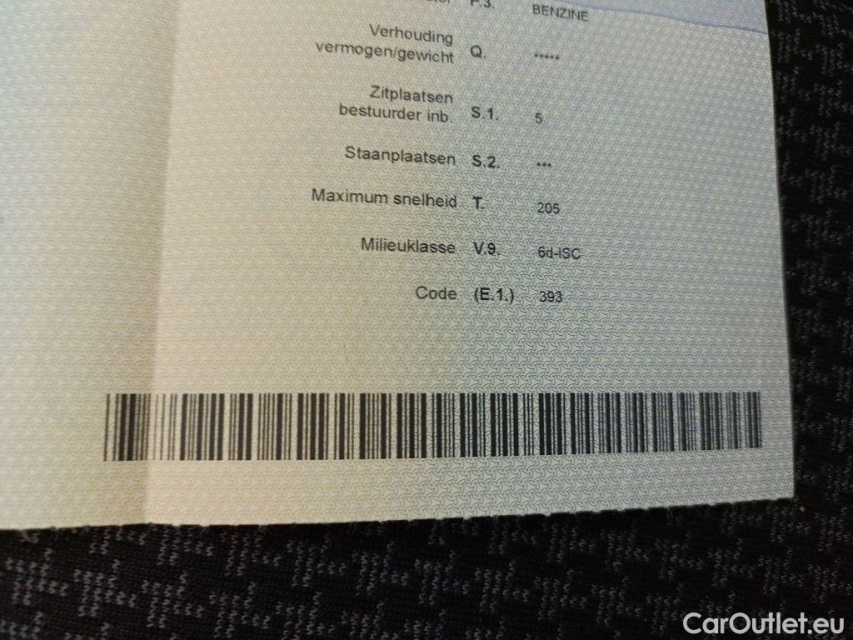 P.3. BENZINE
Verhouding
vermogen/gewicht Q. *****
Zitplaatsen
bestuurder inb. S.1. 5
Staanplaatsen S.2. ***
Maximum snelheid T. 205
Milieuklasse V.9. 6d-ISC
Code (E.1.) 393
CarOutlet.eu